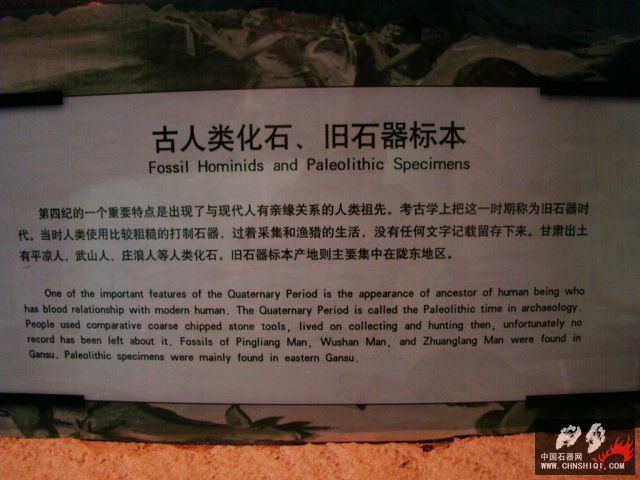 古人类化石、旧石器标本
Fossil Hominids and Paleolithic Specimens
第四纪的一个重要特点是出现了与现代人有亲缘关系的人类祖先。考古学上把这一时期称为旧石器时
代。当时人类使用比较粗糙的打制石器，过着采集和渔猎的生活，没有任何文字记载留存下来。甘肃出土
有平凉人、武山人、庄浪人等人类化石。旧石器标本产地则主要集中在陇东地区。
One of the important features of the Quaternary Period is the appearance of ancestor of human being who
has blood relationship with modern human. The Quaternary Period is called the Paleolithic time in archaeology.
People used comparative coarse chipped stone tools, lived on collecting and hunting then, unfortunately no
record has been left about it. Fossils of Pingliang Man, Wushan Man, and Zhuanglang Man were found in
Gansu. Paleolithic specimens were mainly found in eastern Gansu.
中国石器网
WWW.CHNSHIQI.COM